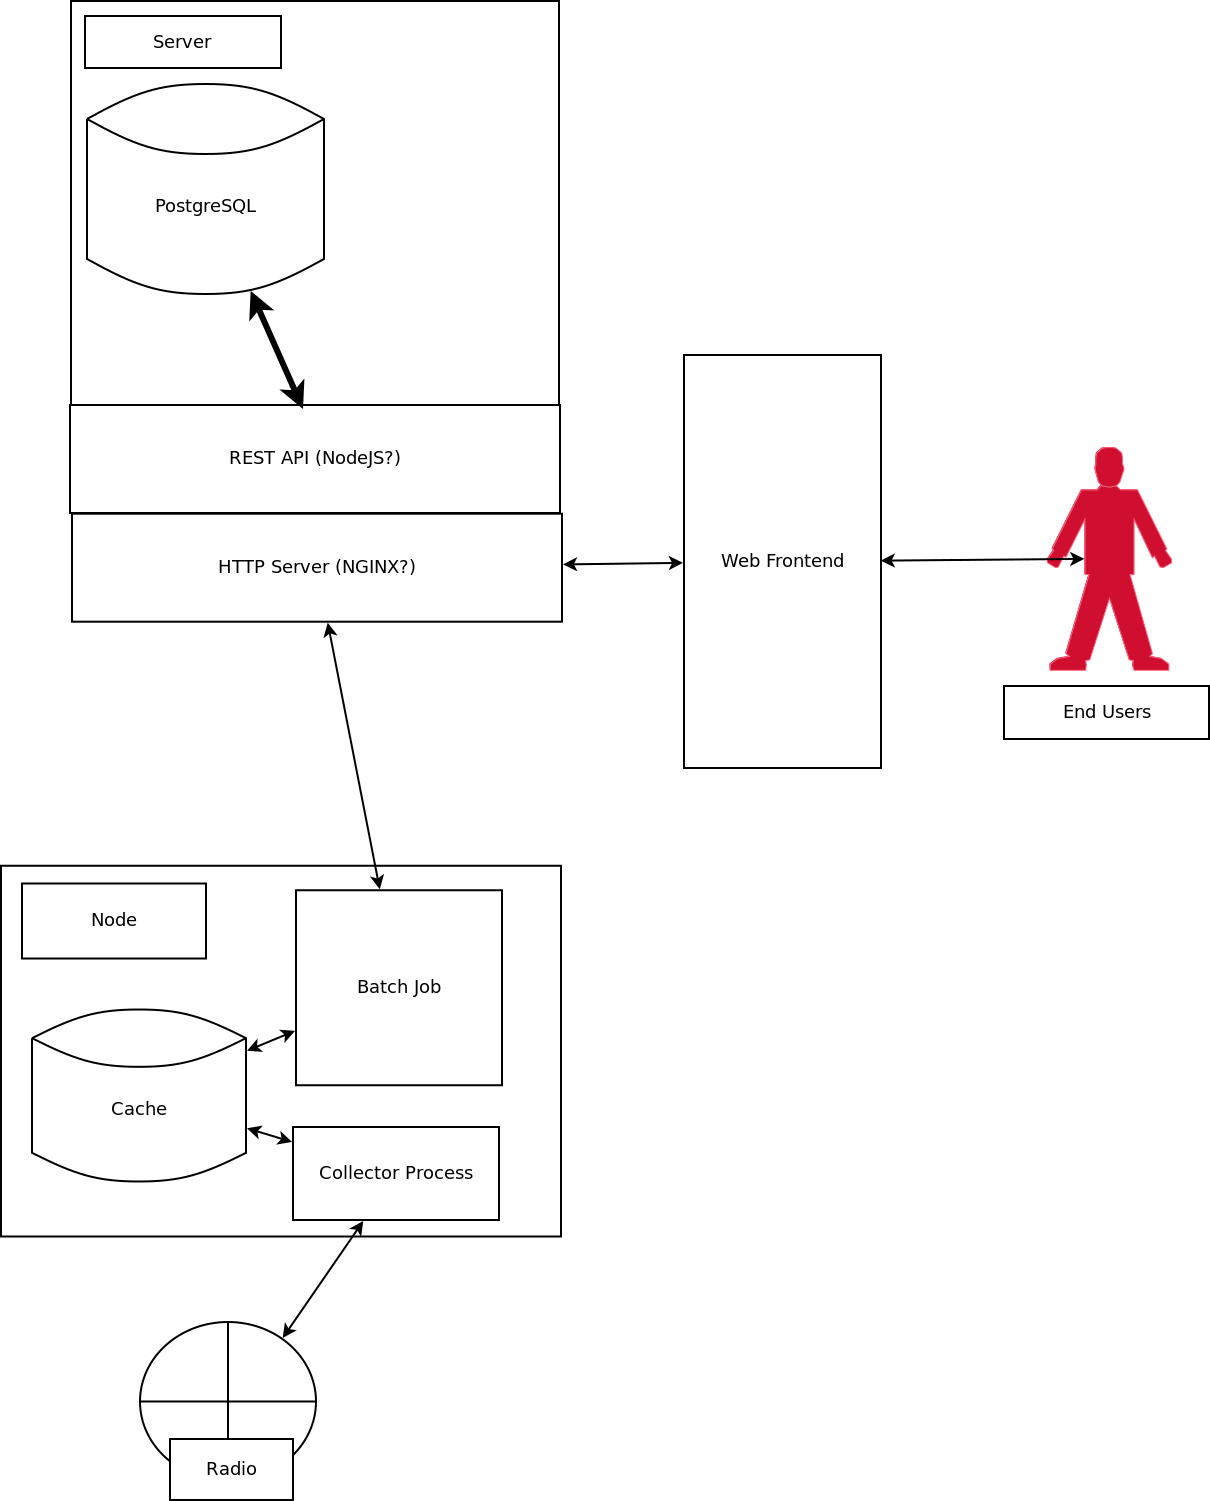 Server
PostgreSQL
REST API (NodeJS?)
HTTP Server (NGINX?)
Web Frontend
End Users
Node
Batch Job
Cache
Collector Process
Radio